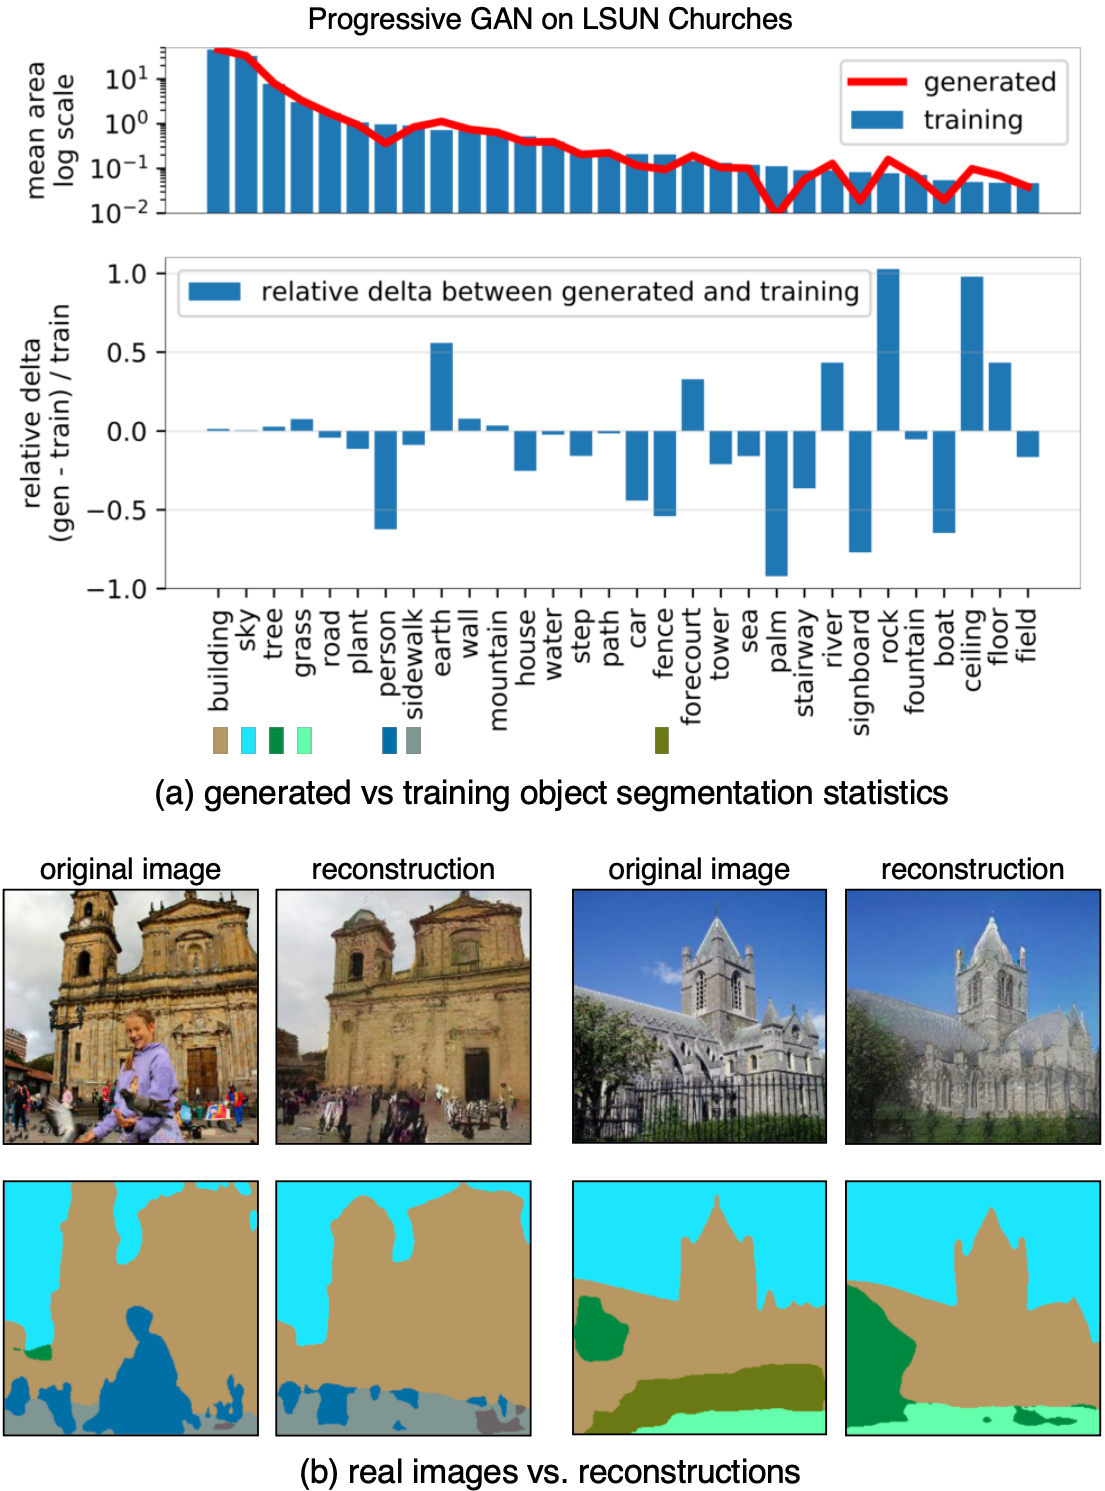 Progressive GAN on LSUN Churches
mean area
log scale
10¹
10⁰
10⁻¹
10⁻²
generated
training
relative delta
(gen - train) / train
1.0
0.5
0.0
−0.5
−1.0
relative delta between generated and training
building
sky
tree
grass
road
plant
person
sidewalk
earth
wall
mountain
house
water
step
path
car
fence
forecourt
tower
sea
palm
stairway
river
signboard
rock
fountain
boat
ceiling
floor
field
(a) generated vs training object segmentation statistics
original image
reconstruction
original image
reconstruction
(b) real images vs. reconstructions